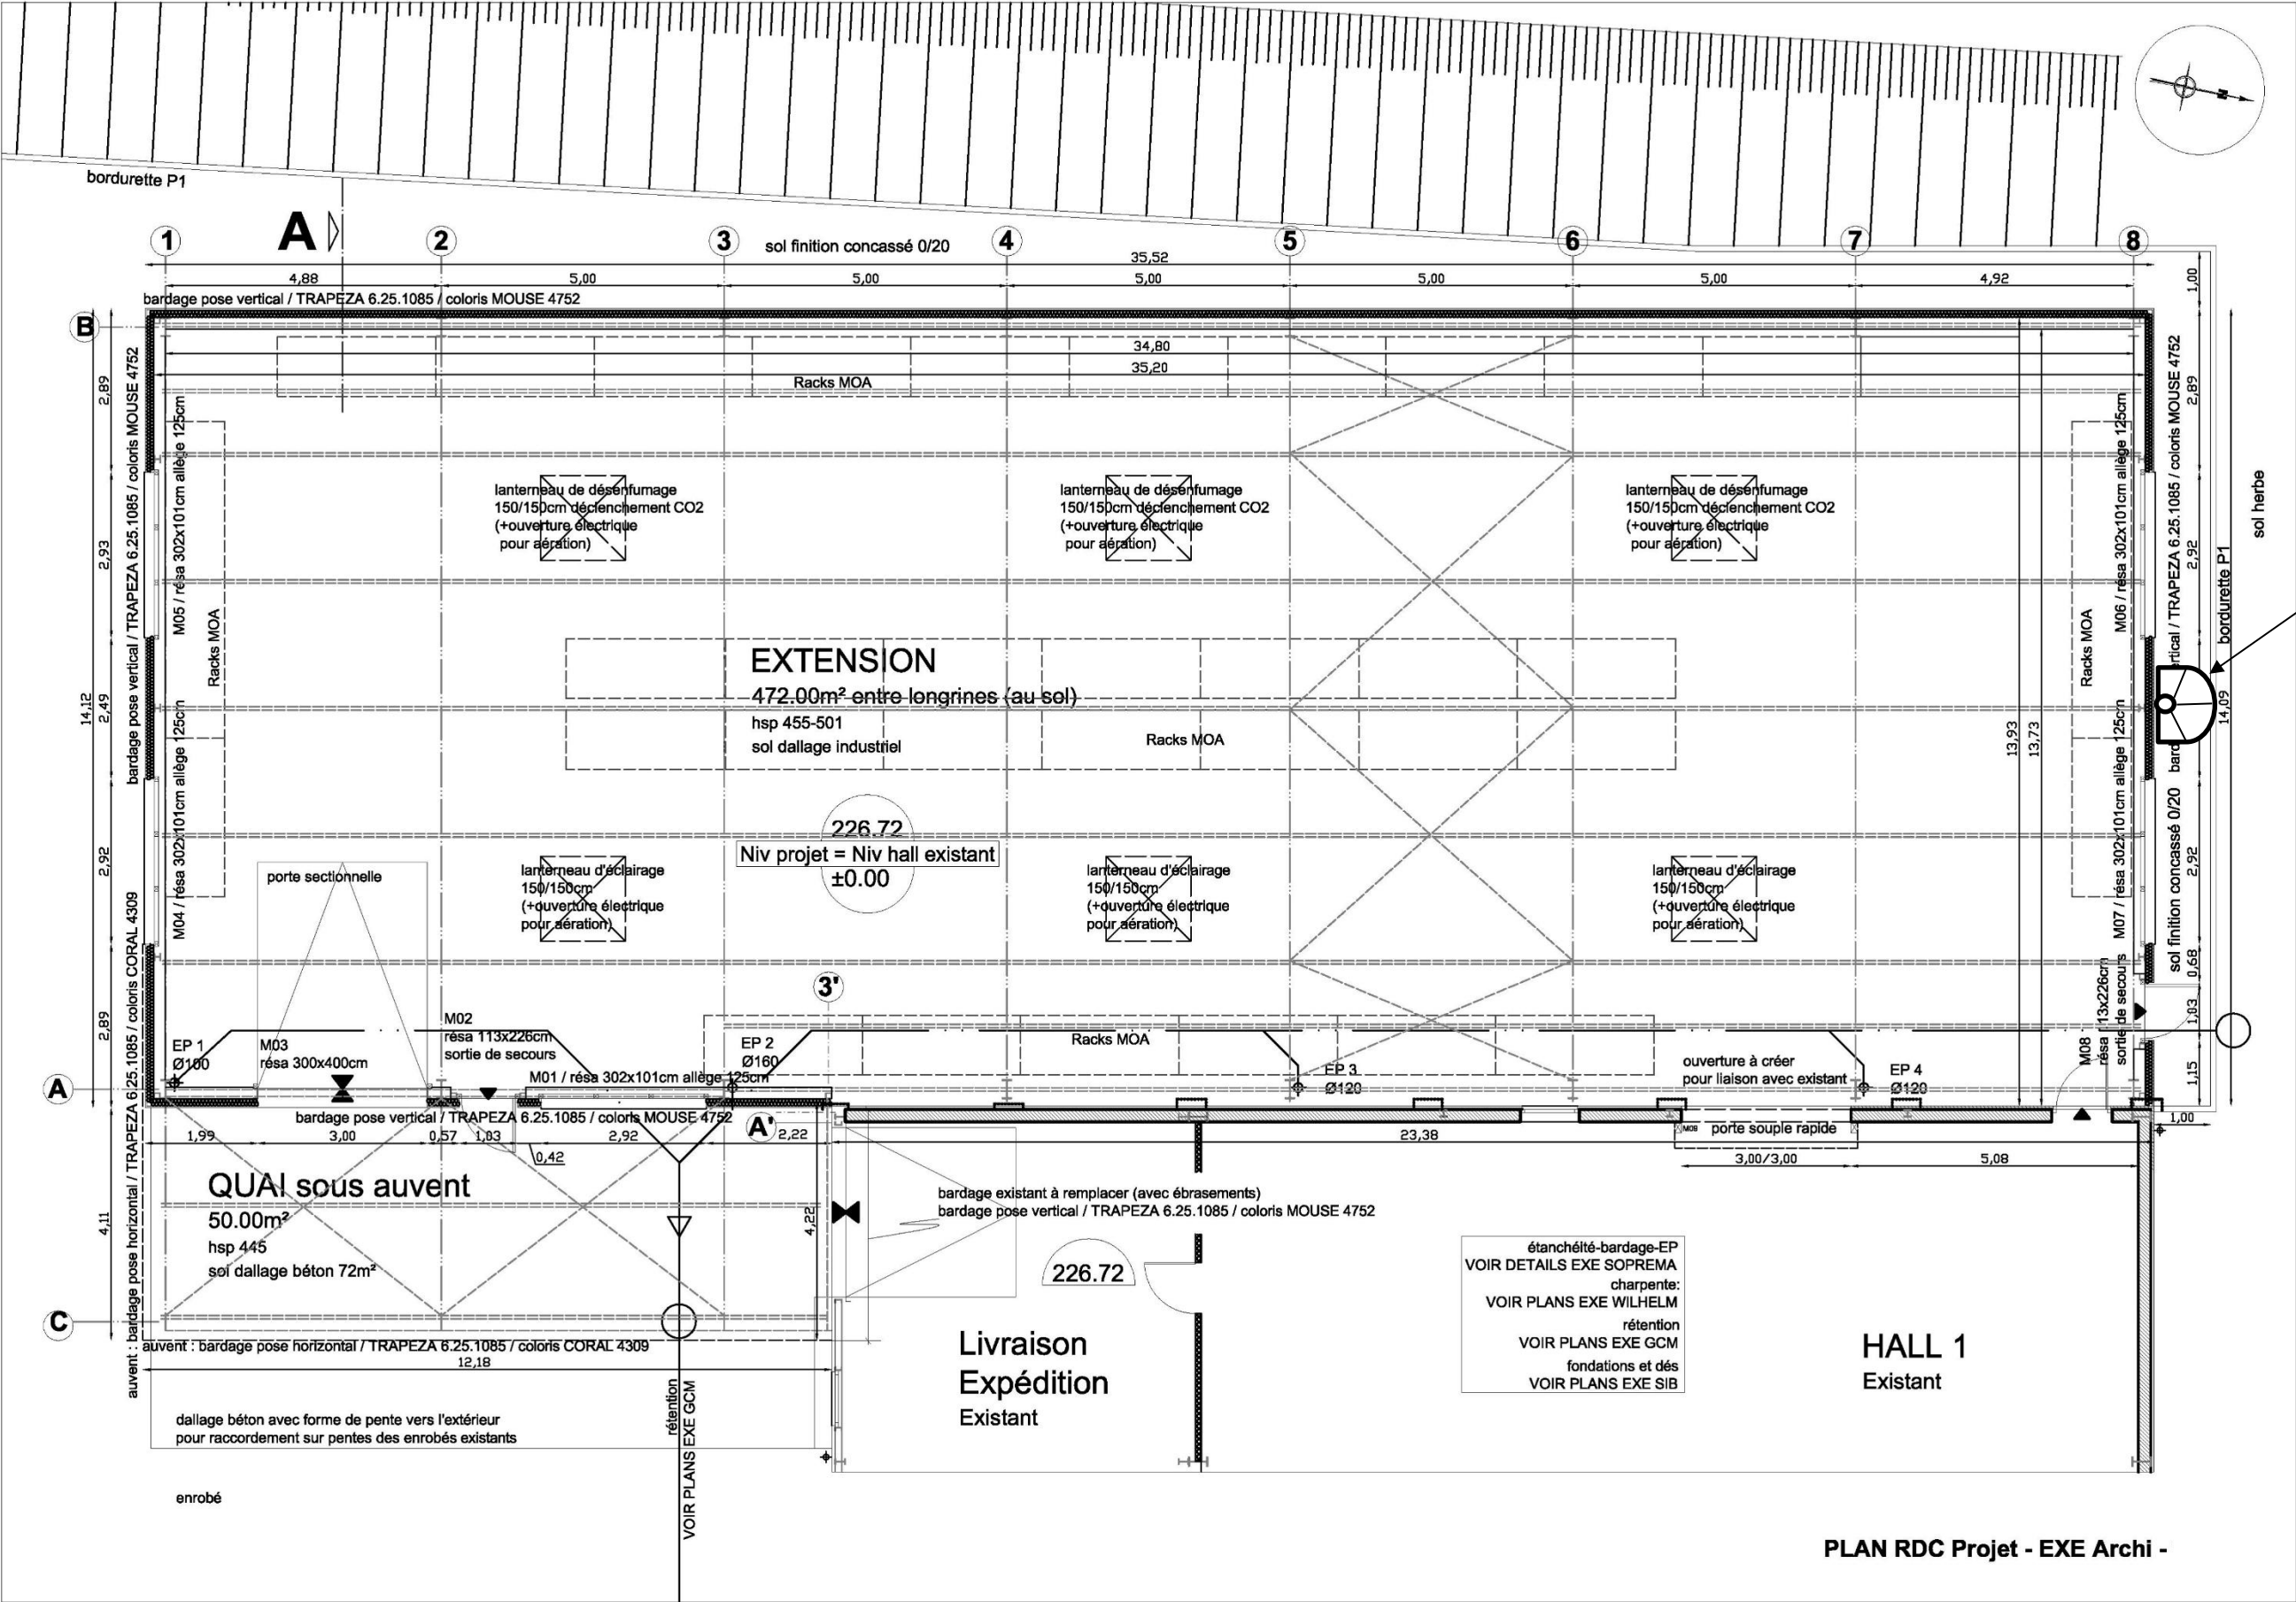 N
bordurette P1
A
1
2
3
4
5
6
7
8
sol finition concassé 0/20
35,52
4,88
5,00
5,00
5,00
5,00
5,00
4,92
1,00
bardage pose vertical / TRAPEZA 6.25.1085 / coloris MOUSE 4752
B
34,80
35,20
Racks MOA
2,89
2,93
2,49
14,12
2,92
2,89
4,11
bardage pose vertical / TRAPEZA 6.25.1085 / coloris MOUSE 4752
M05 / résa 302x101cm allège 125cm
Racks MOA
M04 / résa 302x101cm allège 125cm
auvent : bardage pose horizontal / TRAPEZA 6.25.1085 / coloris CORAL 4309
lanterneau de désenfumage
150/150cm déclenchement CO2
(+ouverture électrique
pour aération)
lanterneau de désenfumage
150/150cm déclenchement CO2
(+ouverture électrique
pour aération)
lanterneau de désenfumage
150/150cm déclenchement CO2
(+ouverture électrique
pour aération)
EXTENSION
472.00m² entre longrines (au sol)
hsp 455-501
sol dallage industriel
Racks MOA
13,93
13,73
Racks MOA
M06 / résa 302x101cm allège 125cm
M07 / résa 302x101cm allège 125cm
bardage pose vertical / TRAPEZA 6.25.1085 / coloris MOUSE 4752
sol finition concassé 0/20
2,89
2,92
2,92
0,68
1,03
1,15
14,09
bordurette P1
sol herbe
226.72
Niv projet = Niv hall existant
±0.00
porte sectionnelle
lanterneau d'éclairage
150/150cm
(+ouverture électrique
pour aération)
lanterneau d'éclairage
150/150cm
(+ouverture électrique
pour aération)
lanterneau d'éclairage
150/150cm
(+ouverture électrique
pour aération)
3'
EP 1
Ø100
M03
résa 300x400cm
M02
résa 113x226cm
sortie de secours
EP 2
Ø160
M01 / résa 302x101cm allège 125cm
Racks MOA
EP 3
Ø120
ouverture à créer
pour liaison avec existant
EP 4
Ø120
M08
résa 113x226cm
sortie de secours
A
bardage pose vertical / TRAPEZA 6.25.1085 / coloris MOUSE 4752
A'
1,99
3,00
0,57
1,03
2,92
2,22
0,42
23,38
M09
porte souple rapide
3,00/3,00
5,08
1,00
QUAI sous auvent
50.00m²
hsp 445
sol dallage béton 72m²
4,22
bardage existant à remplacer (avec ébrasements)
bardage pose vertical / TRAPEZA 6.25.1085 / coloris MOUSE 4752
226.72
étanchéité-bardage-EP
VOIR DETAILS EXE SOPREMA
charpente:
VOIR PLANS EXE WILHELM
rétention
VOIR PLANS EXE GCM
fondations et dés
VOIR PLANS EXE SIB
C
auvent : bardage pose horizontal / TRAPEZA 6.25.1085 / coloris CORAL 4309
12,18
Livraison
Expédition
Existant
HALL 1
Existant
rétention
VOIR PLANS EXE GCM
dallage béton avec forme de pente vers l'extérieur
pour raccordement sur pentes des enrobés existants
enrobé
PLAN RDC Projet - EXE Archi -